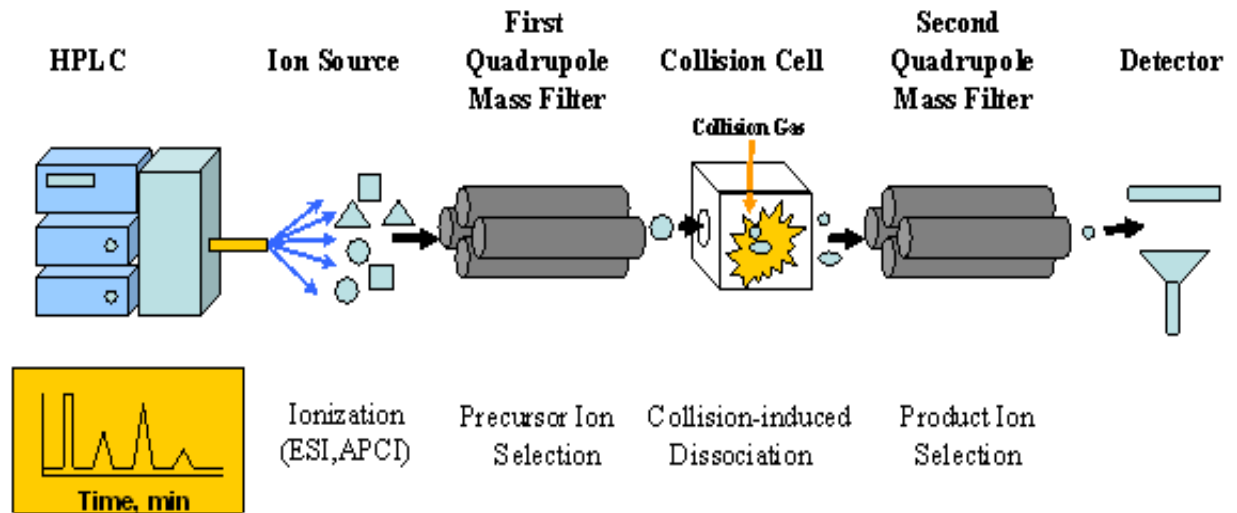 HPLC
Ion Source
First
Quadrupole
Mass Filter
Collision Cell
Second
Quadrupole
Mass Filter
Detector
Collision Gas
Ionization
(ESI,APCI)
Precursor Ion
Selection
Collision-induced
Dissociation
Product Ion
Selection
Time, min